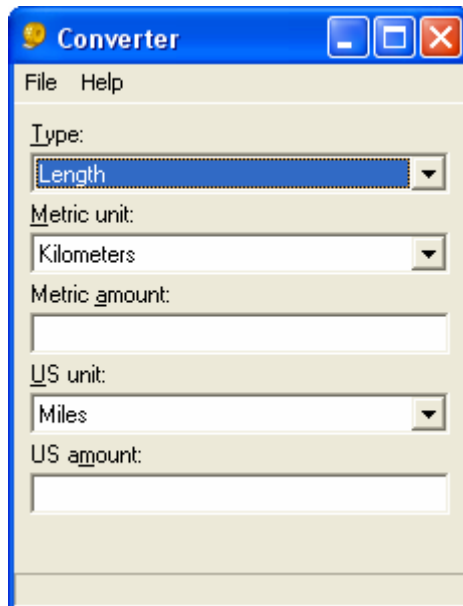 Converter
File Help
Type:
Length
Metric unit:
Kilometers
Metric amount:
US unit:
Miles
US amount: